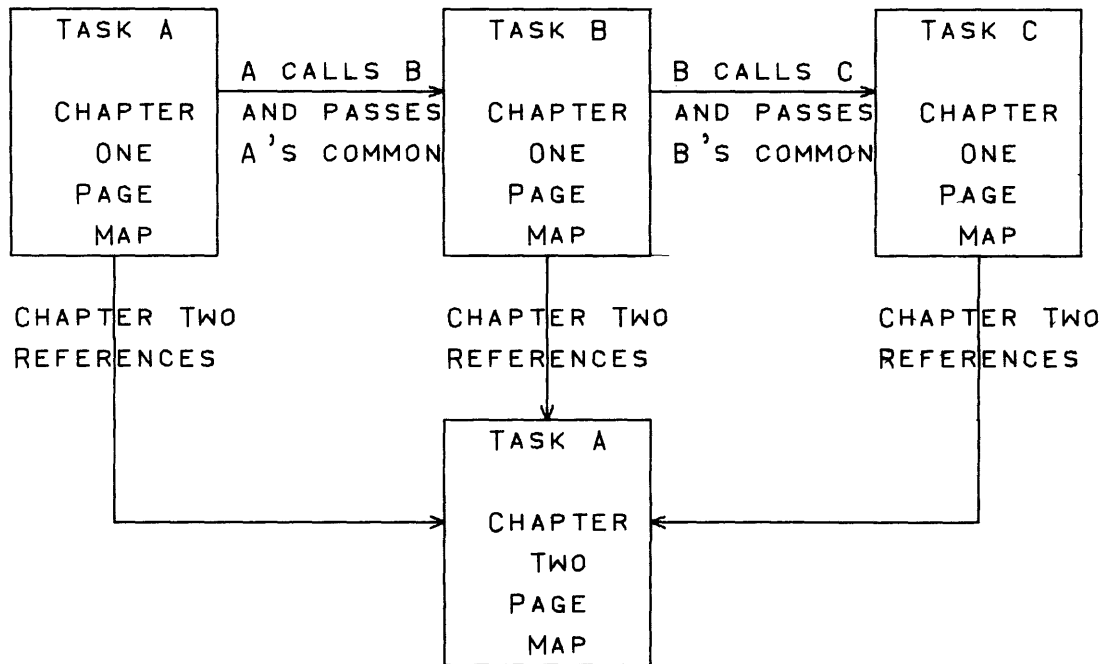 TASK A
CHAPTER
ONE
PAGE
MAP
A CALLS B
AND PASSES
A'S COMMON
TASK B
CHAPTER
ONE
PAGE
MAP
B CALLS C
AND PASSES
B'S COMMON
TASK C
CHAPTER
ONE
PAGE
MAP
CHAPTER TWO
REFERENCES
CHAPTER TWO
REFERENCES
CHAPTER TWO
REFERENCES
TASK A
CHAPTER
TWO
PAGE
MAP